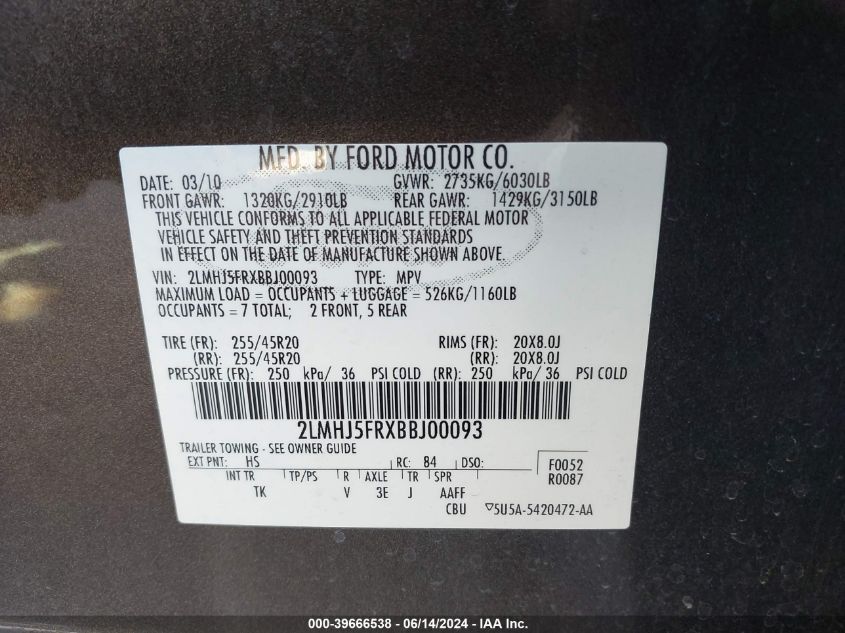 MFD. BY FORD MOTOR CO.
DATE: 03/10 GVWR: 2735KG/6030LB
FRONT GAWR: 1320KG/2910LB REAR GAWR: 1429KG/3150LB
THIS VEHICLE CONFORMS TO ALL APPLICABLE FEDERAL MOTOR
VEHICLE SAFETY AND THEFT PREVENTION STANDARDS
IN EFFECT ON THE DATE OF MANUFACTURE SHOWN ABOVE.
VIN: 2LMHJ5FRXBBJ00093 TYPE: MPV
MAXIMUM LOAD = OCCUPANTS + LUGGAGE = 526KG/1160LB
OCCUPANTS = 7 TOTAL; 2 FRONT, 5 REAR
TIRE (FR): 255/45R20 RIMS (FR): 20X8.0J
(RR): 255/45R20 (RR): 20X8.0J
PRESSURE (FR): 250 kPa/ 36 PSI COLD (RR): 250 kPa/ 36 PSI COLD
2LMHJ5FRXBBJ00093
TRAILER TOWING - SEE OWNER GUIDE
EXT PNT: HS RC: 84 DSO: F0052
INT TR TP/PS R AXLE TR SPR R0087
TK V 3E J AAFF
CBU ▽5U5A-5420472-AA
000-39666538 - 06/14/2024 - IAA Inc.